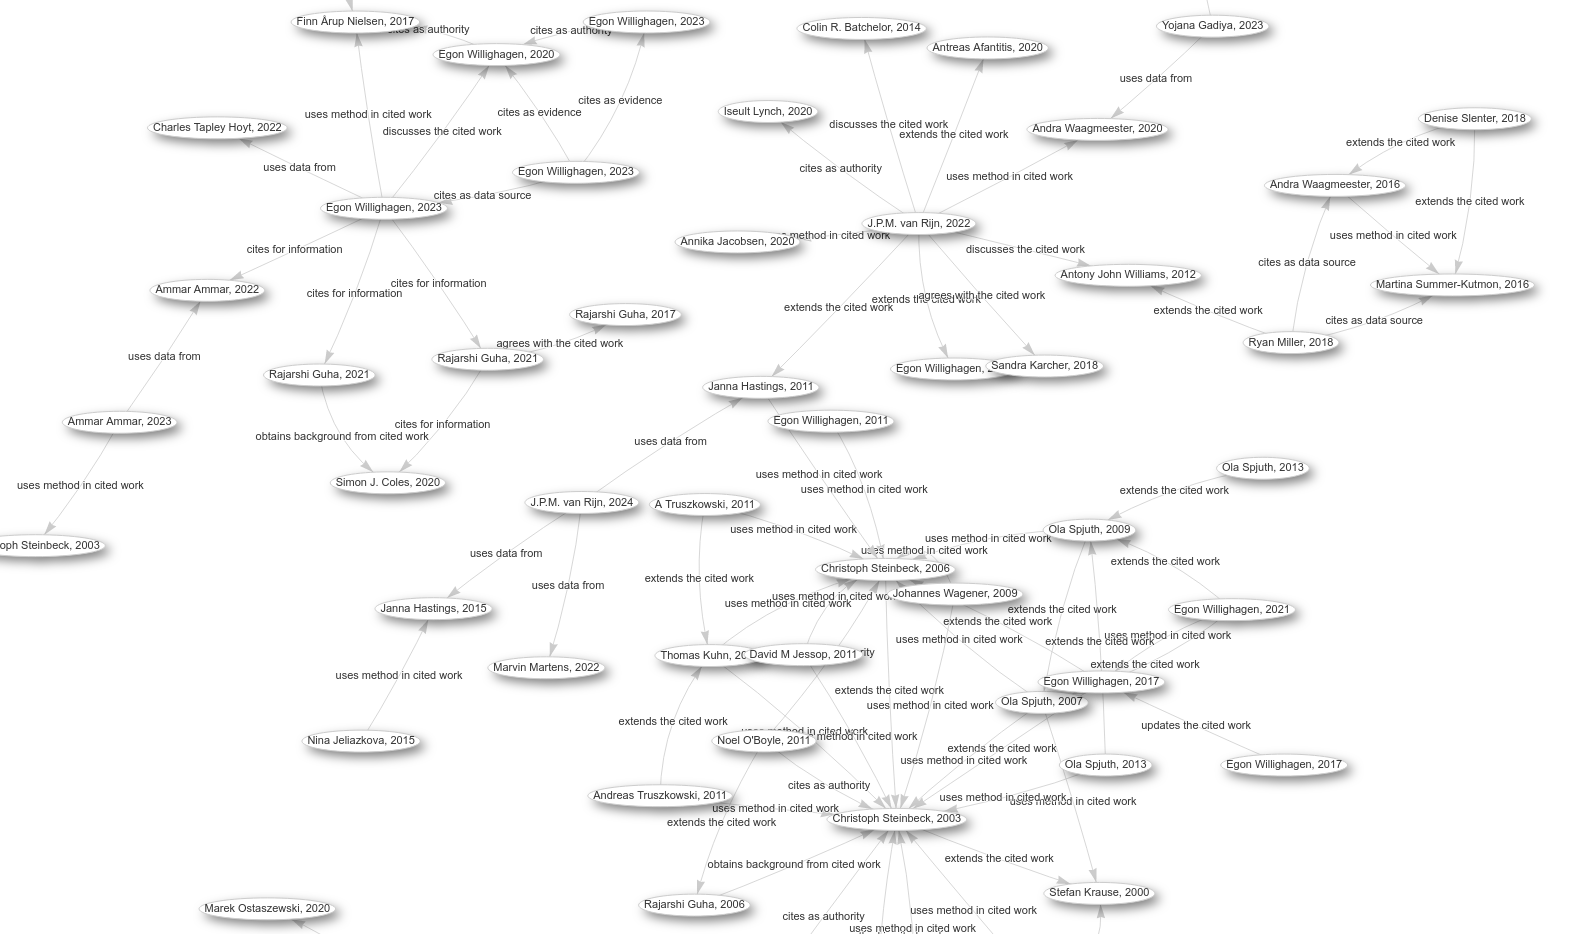 Finn Årup Nielsen, 2017
cites as authority
Egon Willighagen, 2023
cites as authority
Egon Willighagen, 2020
Colin R. Batchelor, 2014
Antreas Afantitis, 2020
Yojana Gadiya, 2023
uses data from
cites as evidence
cites as evidence
uses method in cited work
discusses the cited work
Charles Tapley Hoyt, 2022
Iseult Lynch, 2020
discusses the cited work
extends the cited work
Andra Waagmeester, 2020
Denise Slenter, 2018
extends the cited work
uses data from
Egon Willighagen, 2023
cites as authority
uses method in cited work
Andra Waagmeester, 2016
cites as data source
Egon Willighagen, 2023
extends the cited work
J.P.M. van Rijn, 2022
Annika Jacobsen, 2020
method in cited work
uses method in cited work
cites for information
discusses the cited work
cites as data source
Antony John Williams, 2012
Martina Summer-Kutmon, 2016
Ammar Ammar, 2022
cites for information
cites for information
extends the cited work
extends the cited work
agrees with the cited work
extends the cited work
cites as data source
Rajarshi Guha, 2017
agrees with the cited work
Ryan Miller, 2018
uses data from
Rajarshi Guha, 2021
Rajarshi Guha, 2021
Egon Willighagen,
Sandra Karcher, 2018
Janna Hastings, 2011
Ammar Ammar, 2023
cites for information
obtains background from cited work
Egon Willighagen, 2011
uses data from
uses method in cited work
Simon J. Coles, 2020
uses method in cited work
uses method in cited work
Ola Spjuth, 2013
extends the cited work
J.P.M. van Rijn, 2024
A Truszkowski, 2011
uses method in cited work
Ola Spjuth, 2009
uses method in cited work
oph Steinbeck, 2003
uses data from
uses method in cited work
extends the cited work
Christoph Steinbeck, 2006
extends the cited work
uses data from
Johannes Wagener, 2009
uses method in cited work
uses method in cited work
Janna Hastings, 2015
extends the cited work
Egon Willighagen, 2021
extends the cited work
uses method in cited work
extends the cited work
uses method in cited work
Thomas Kuhn, 20
David M Jessop, 2011
Marvin Martens, 2022
extends the cited work
uses method in cited work
Egon Willighagen, 2017
extends the cited work
uses method in cited work
Ola Spjuth, 2007
extends the cited work
uses method in cited work
method in cited work
updates the cited work
Nina Jeliazkova, 2015
Noel O'Boyle, 2011
extends the cited work
uses method in cited work
Ola Spjuth, 2013
Egon Willighagen, 2017
cites as authority
Andreas Truszkowski, 2011
uses method in cited work
uses method in cited work
uses method in cited work
extends the cited work
Christoph Steinbeck, 2003
obtains background from cited work
extends the cited work
Stefan Krause, 2000
Rajarshi Guha, 2006
Marek Ostaszewski, 2020
cites as authority
uses method in cited work
uses method in cited work